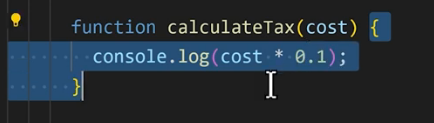 function calculateTax(cost) {
console.log(cost * 0.1);
}